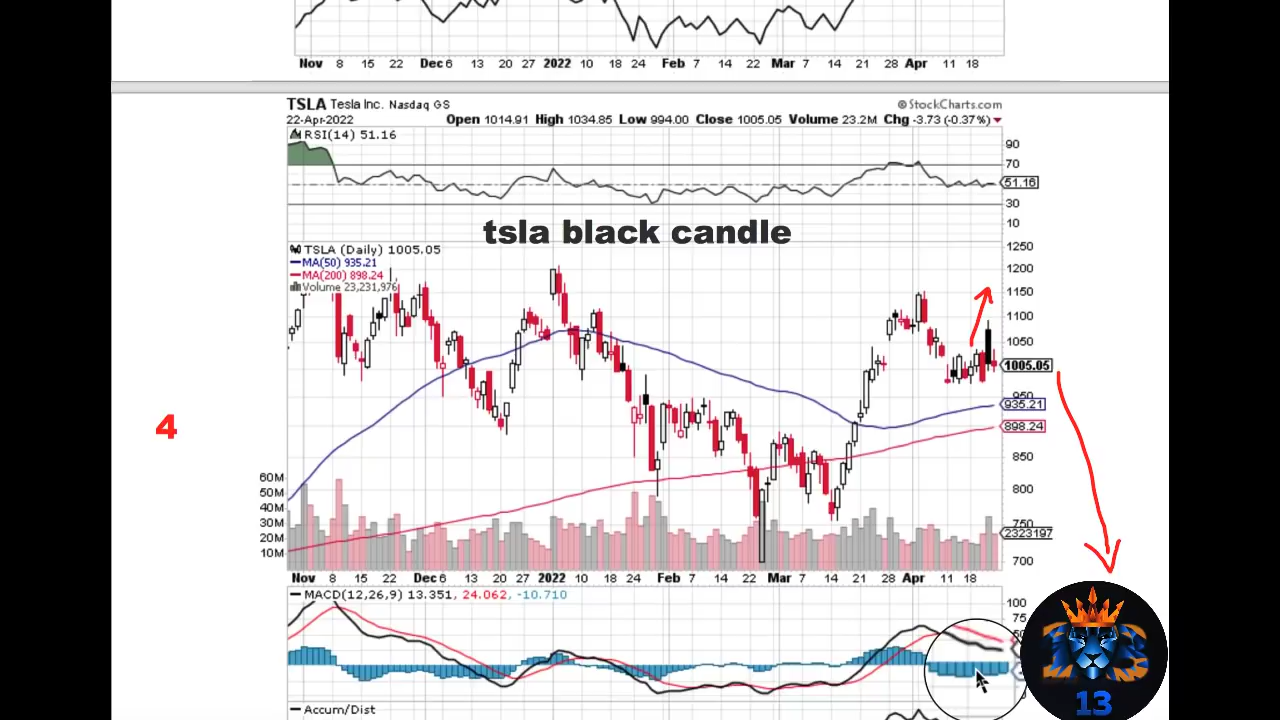 Nov 8 15 22 Dec 6 13 20 27 2022 10 18 24 Feb 7 14 22 Mar 7 14 21 28 Apr 11 18
TSLA Tesla Inc. Nasdaq GS
© StockCharts.com
22-Apr-2022
Open 1014.91 High 1034.85 Low 994.00 Close 1005.05 Volume 23.2M Chg -3.73 (-0.37%)
RSI(14) 51.16
90
70
51.16
30
10
tsla black candle
TSLA (Daily) 1005.05
MA(50) 935.21
MA(200) 898.24
Volume 23,231,976
1250
1200
1150
1100
1050
1005.05
950
935.21
898.24
850
800
750
2323197
700
4
60M
50M
40M
30M
20M
10M
Nov 8 15 22 Dec 6 13 20 27 2022 10 18 24 Feb 7 14 22 Mar 7 14 21 28 Apr 11 18
MACD(12,26,9) 13.351, 24.062, -10.710
100
75
13
Accum/Dist